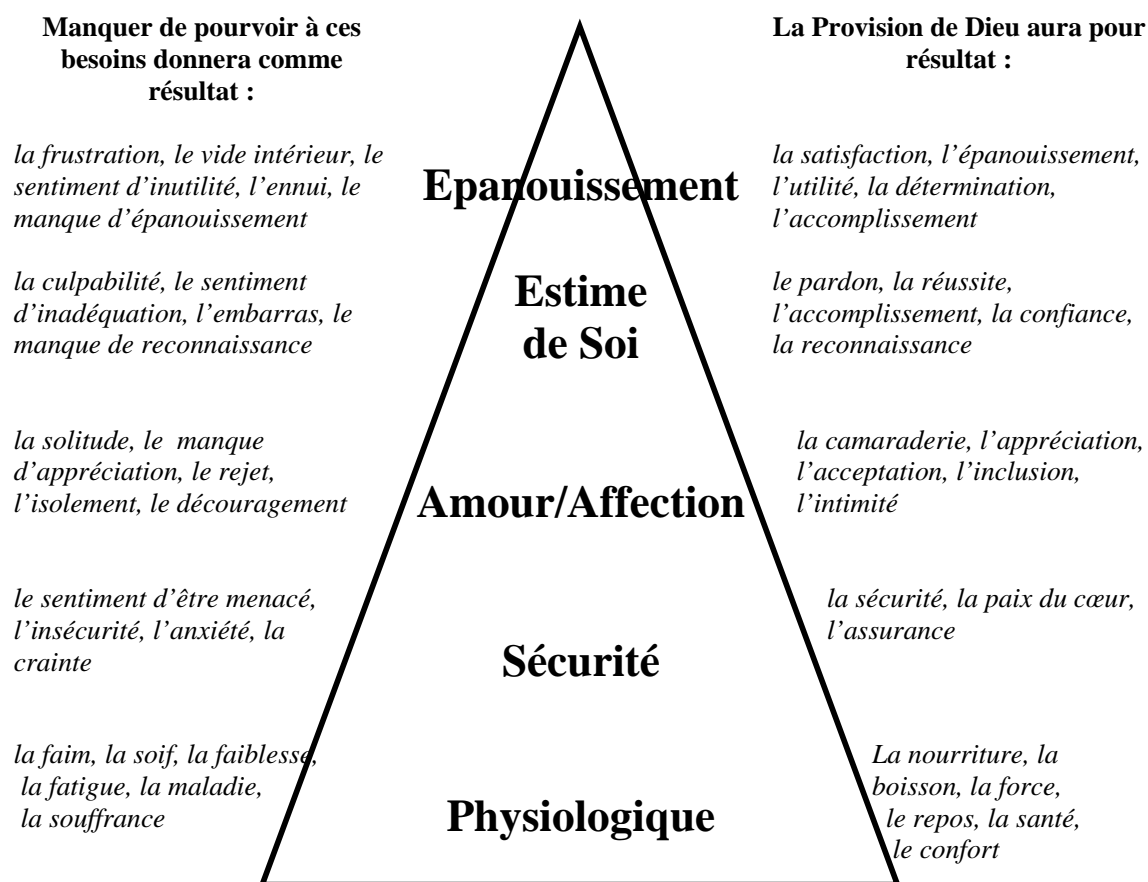 Manquer de pourvoir à ces
besoins donnera comme
résultat :
La Provision de Dieu aura pour
résultat :
la frustration, le vide intérieur, le
sentiment d'inutilité, l'ennui, le
manque d'épanouissement
Epanouissement
la satisfaction, l'épanouissement,
l'utilité, la détermination,
l'accomplissement
la culpabilité, le sentiment
d'inadéquation, l'embarras, le
manque de reconnaissance
Estime
de Soi
le pardon, la réussite,
l'accomplissement, la confiance,
la reconnaissance
la solitude, le  manque
d'appréciation, le rejet,
l'isolement, le découragement
Amour/Affection
la camaraderie, l'appréciation,
l'acceptation, l'inclusion,
l'intimité
le sentiment d'être menacé,
l'insécurité, l'anxiété, la
crainte
Sécurité
la sécurité, la paix du cœur,
l'assurance
la faim, la soif, la faiblesse,
la fatigue, la maladie,
la souffrance
Physiologique
La nourriture, la
boisson, la force,
le repos, la santé,
le confort